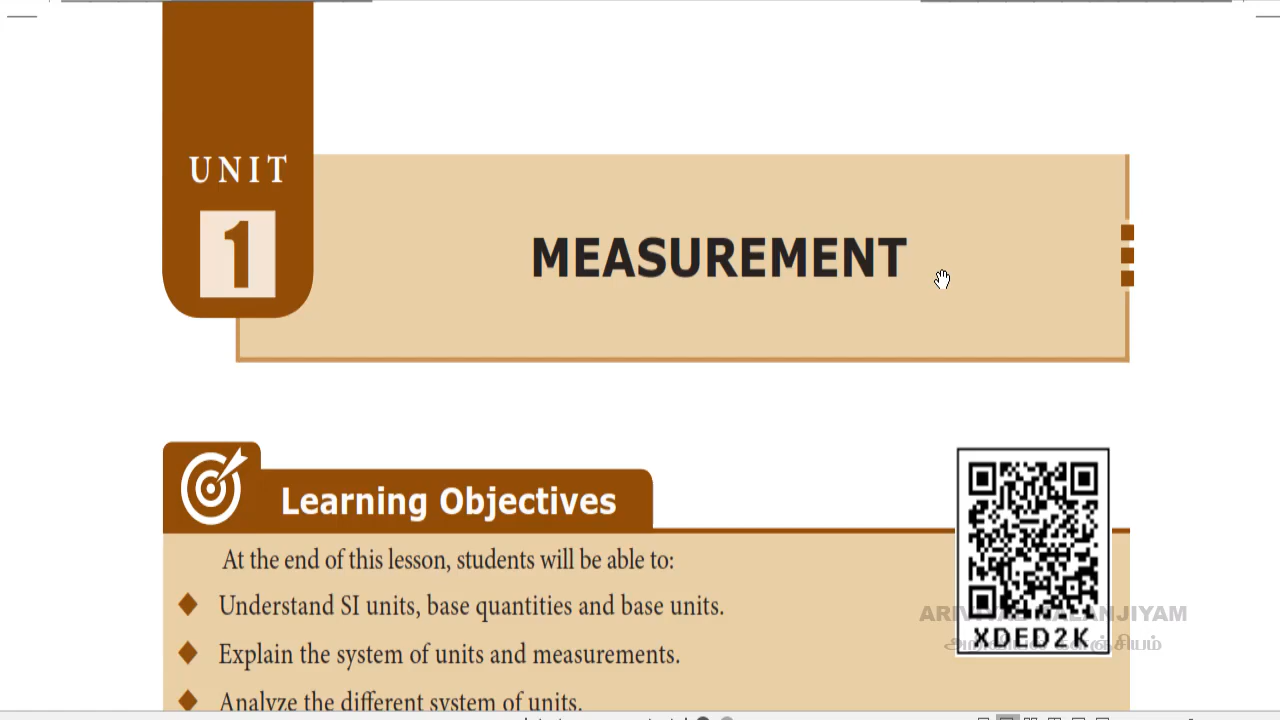 UNIT
1
MEASUREMENT
Learning Objectives
At the end of this lesson, students will be able to:
Understand SI units, base quantities and base units.
Explain the system of units and measurements.
Analyze the different system of units.
XDED2K